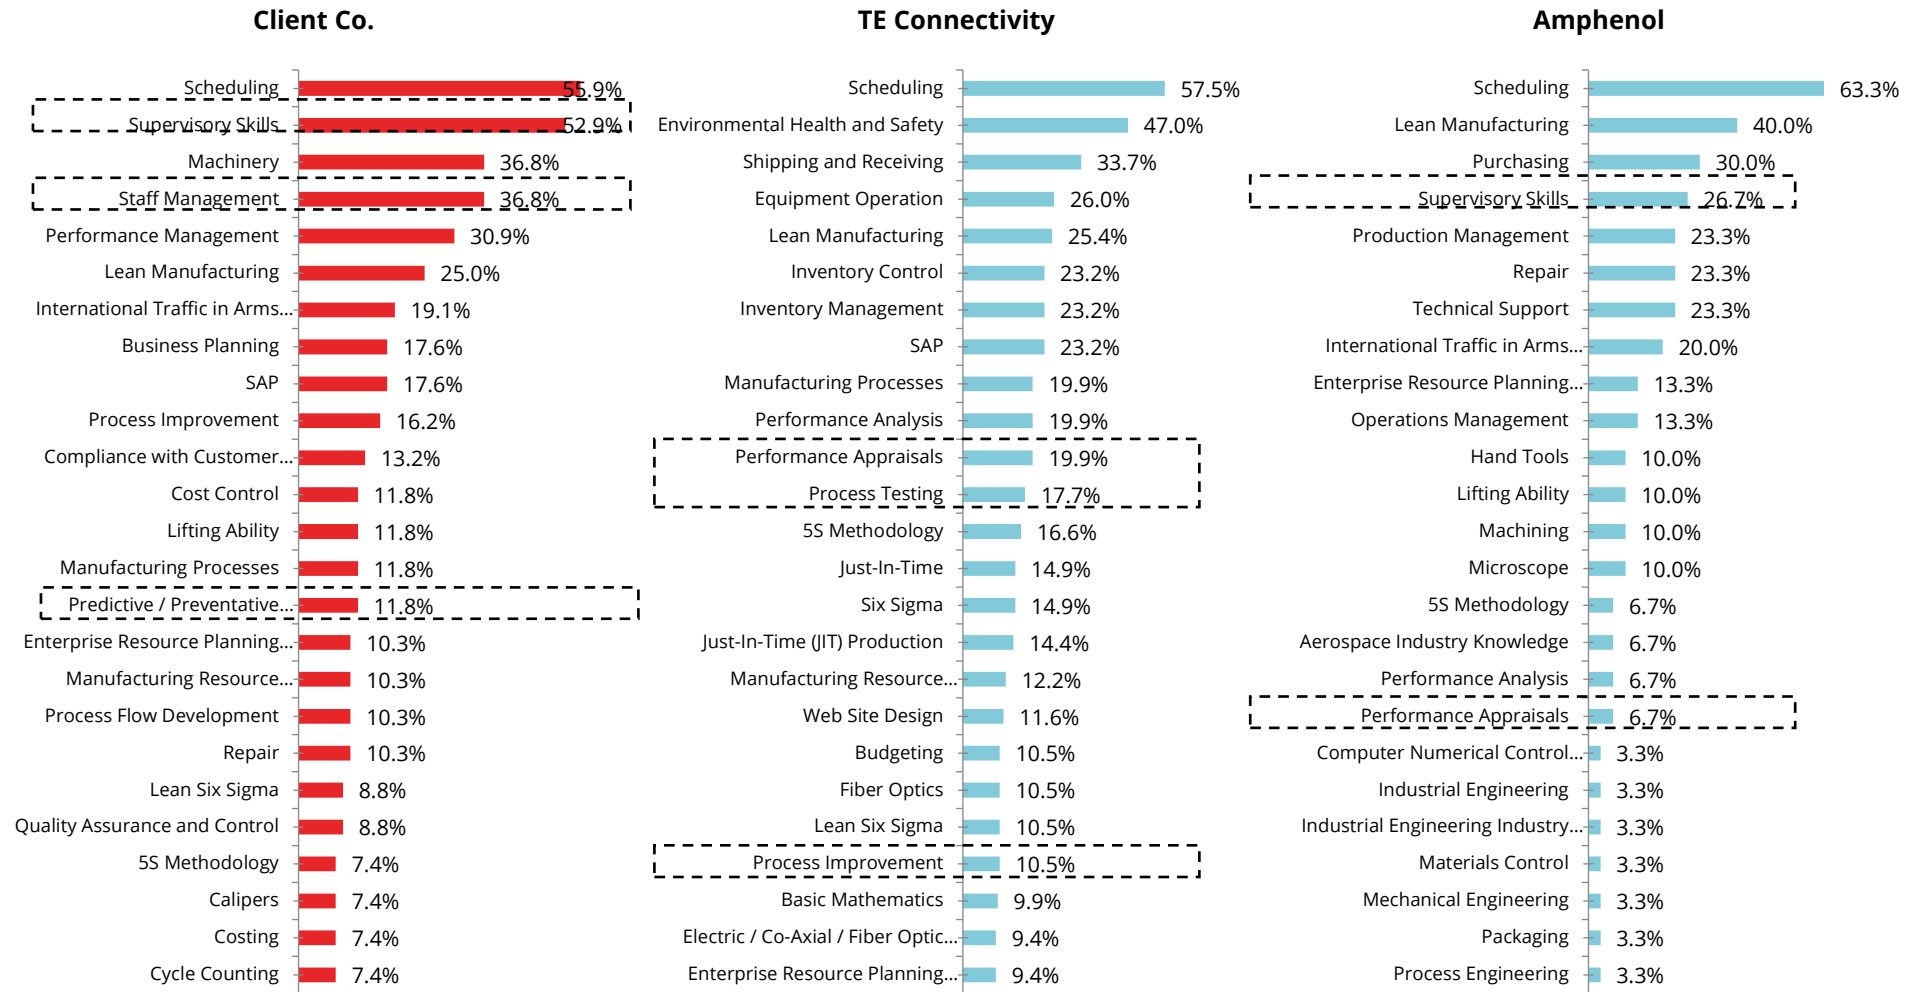 Client Co.
Scheduling 55.9%
Supervisory Skills 52.9%
Machinery 36.8%
Staff Management 36.8%
Performance Management 30.9%
Lean Manufacturing 25.0%
International Traffic in Arms... 19.1%
Business Planning 17.6%
SAP 17.6%
Process Improvement 16.2%
Compliance with Customer... 13.2%
Cost Control 11.8%
Lifting Ability 11.8%
Manufacturing Processes 11.8%
Predictive / Preventative... 11.8%
Enterprise Resource Planning... 10.3%
Manufacturing Resource... 10.3%
Process Flow Development 10.3%
Repair 10.3%
Lean Six Sigma 8.8%
Quality Assurance and Control 8.8%
5S Methodology 7.4%
Calipers 7.4%
Costing 7.4%
Cycle Counting 7.4%
TE Connectivity
Scheduling 57.5%
Environmental Health and Safety 47.0%
Shipping and Receiving 33.7%
Equipment Operation 26.0%
Lean Manufacturing 25.4%
Inventory Control 23.2%
Inventory Management 23.2%
SAP 23.2%
Manufacturing Processes 19.9%
Performance Analysis 19.9%
Performance Appraisals 19.9%
Process Testing 17.7%
5S Methodology 16.6%
Just-In-Time 14.9%
Six Sigma 14.9%
Just-In-Time (JIT) Production 14.4%
Manufacturing Resource... 12.2%
Web Site Design 11.6%
Budgeting 10.5%
Fiber Optics 10.5%
Lean Six Sigma 10.5%
Process Improvement 10.5%
Basic Mathematics 9.9%
Electric / Co-Axial / Fiber Optic... 9.4%
Enterprise Resource Planning... 9.4%
Amphenol
Scheduling 63.3%
Lean Manufacturing 40.0%
Purchasing 30.0%
Supervisory Skills 26.7%
Production Management 23.3%
Repair 23.3%
Technical Support 23.3%
International Traffic in Arms... 20.0%
Enterprise Resource Planning... 13.3%
Operations Management 13.3%
Hand Tools 10.0%
Lifting Ability 10.0%
Machining 10.0%
Microscope 10.0%
5S Methodology 6.7%
Aerospace Industry Knowledge 6.7%
Performance Analysis 6.7%
Performance Appraisals 6.7%
Computer Numerical Control... 3.3%
Industrial Engineering 3.3%
Industrial Engineering Industry... 3.3%
Materials Control 3.3%
Mechanical Engineering 3.3%
Packaging 3.3%
Process Engineering 3.3%